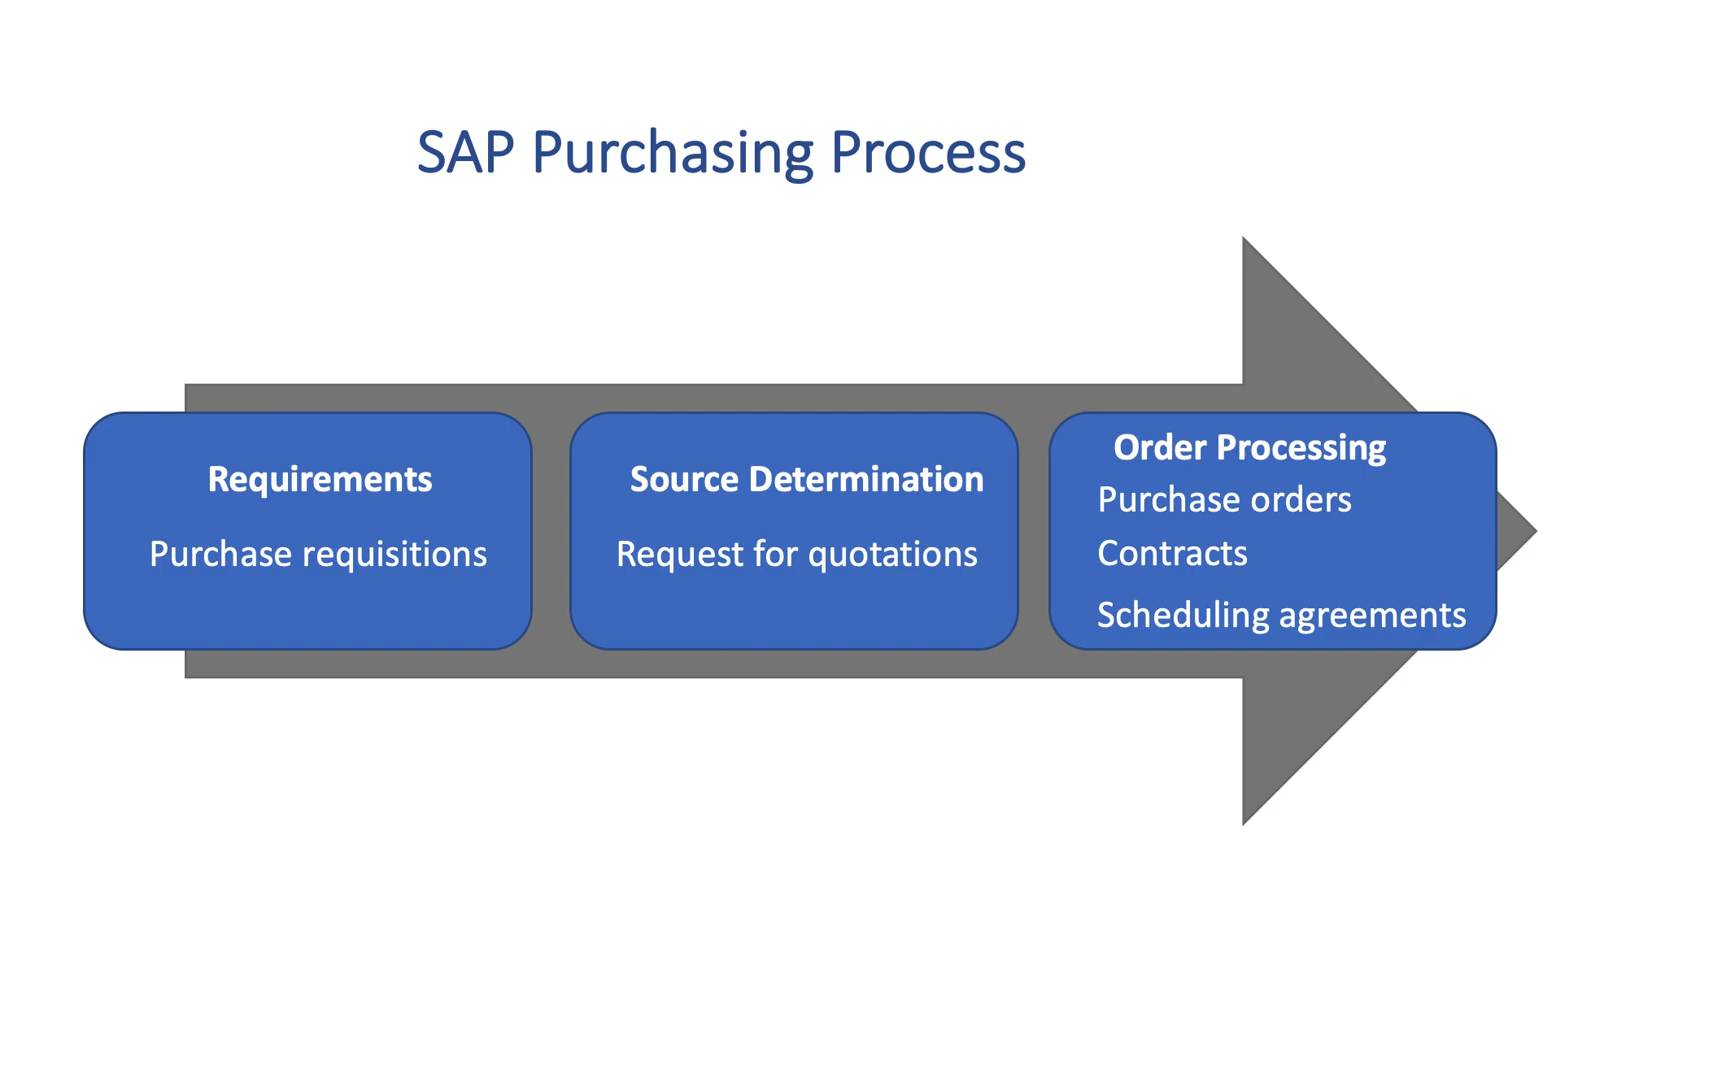 SAP Purchasing Process
Requirements
Purchase requisitions
Source Determination
Request for quotations
Order Processing
Purchase orders
Contracts
Scheduling agreements